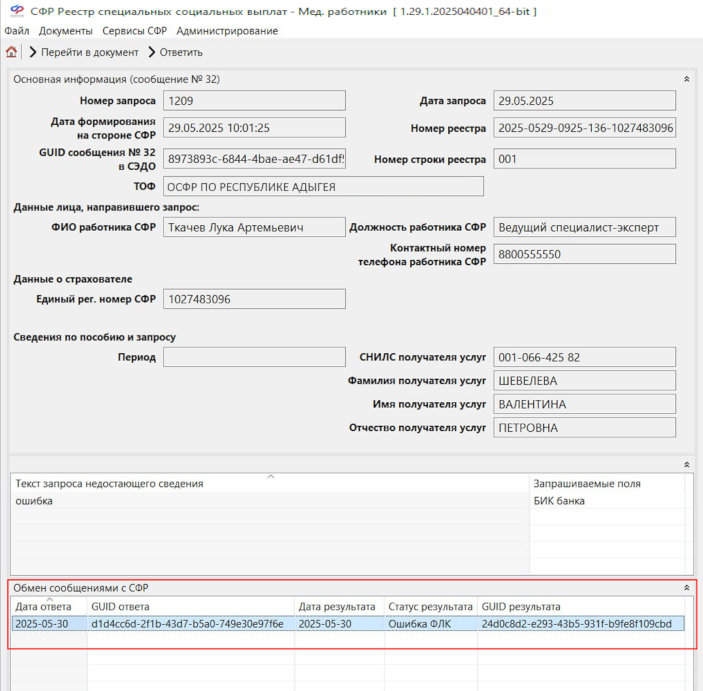 СФР Реестр специальных социальных выплат - Мед. работники [ 1.29.1.2025040401_64-bit ]
Файл Документы Сервисы СФР Администрирование
Перейти в документ Ответить
Основная информация (сообщение № 32)
Номер запроса 1209 Дата запроса 29.05.2025
Дата формирования на стороне СФР 29.05.2025 10:01:25 Номер реестра 2025-0529-0925-136-1027483096
GUID сообщения № 32 в СЭДО 8973893c-6844-4bae-ae47-d61df5 Номер строки реестра 001
ТОФ ОСФР ПО РЕСПУБЛИКЕ АДЫГЕЯ
Данные лица, направившего запрос:
ФИО работника СФР Ткачев Лука Артемьевич Должность работника СФР Ведущий специалист-эксперт
Контактный номер телефона работника СФР 8800555550
Данные о страхователе
Единый рег. номер СФР 1027483096
Сведения по пособию и запросу
Период СНИЛС получателя услуг 001-066-425 82
Фамилия получателя услуг ШЕВЕЛЕВА
Имя получателя услуг ВАЛЕНТИНА
Отчество получателя услуг ПЕТРОВНА
Текст запроса недостающего сведения Запрашиваемые поля
ошибка БИК банка
Обмен сообщениями с СФР
Дата ответа GUID ответа Дата результата Статус результата GUID результата
2025-05-30 d1d4cc6d-2f1b-43d7-b5a0-749e30e97f6e 2025-05-30 Ошибка ФЛК 24d0c8d2-e293-43b5-931f-b9fe8f109cbd